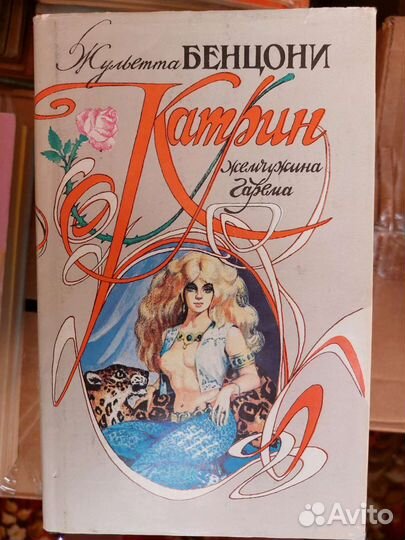 Жульетта БЕНЦОНИ
Катрин
жемчужина
гарема
Avito